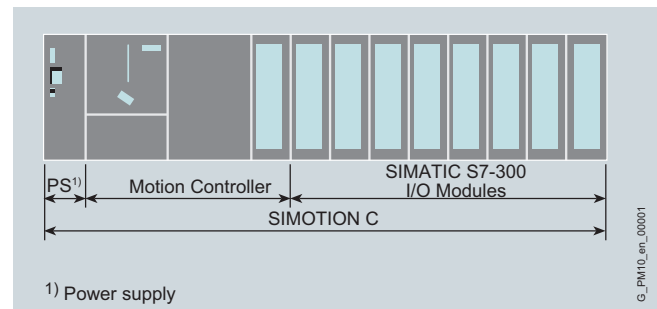 PS1)
Motion Controller
SIMATIC S7-300
I/O Modules
SIMOTION C
1) Power supply
G_PM10_en_00001